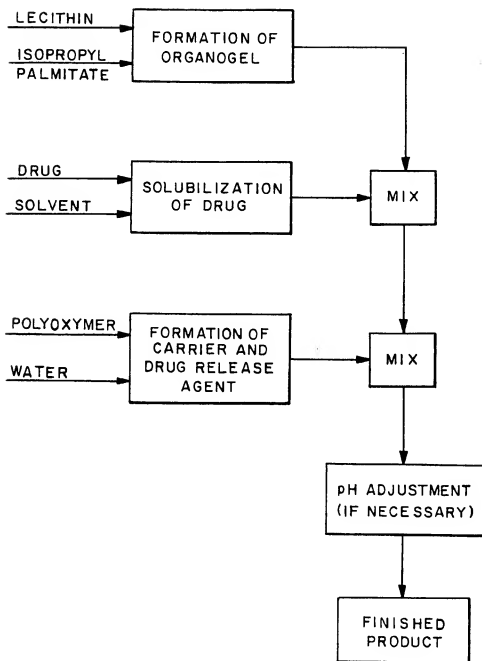 LECITHIN
ISOPROPYL
PALMITATE
FORMATION OF
ORGANOGEL
DRUG
SOLVENT
SOLUBILIZATION
OF DRUG
MIX
POLYOXYMER
WATER
FORMATION OF
CARRIER AND
DRUG RELEASE
AGENT
MIX
pH ADJUSTMENT
(IF NECESSARY)
FINISHED
PRODUCT